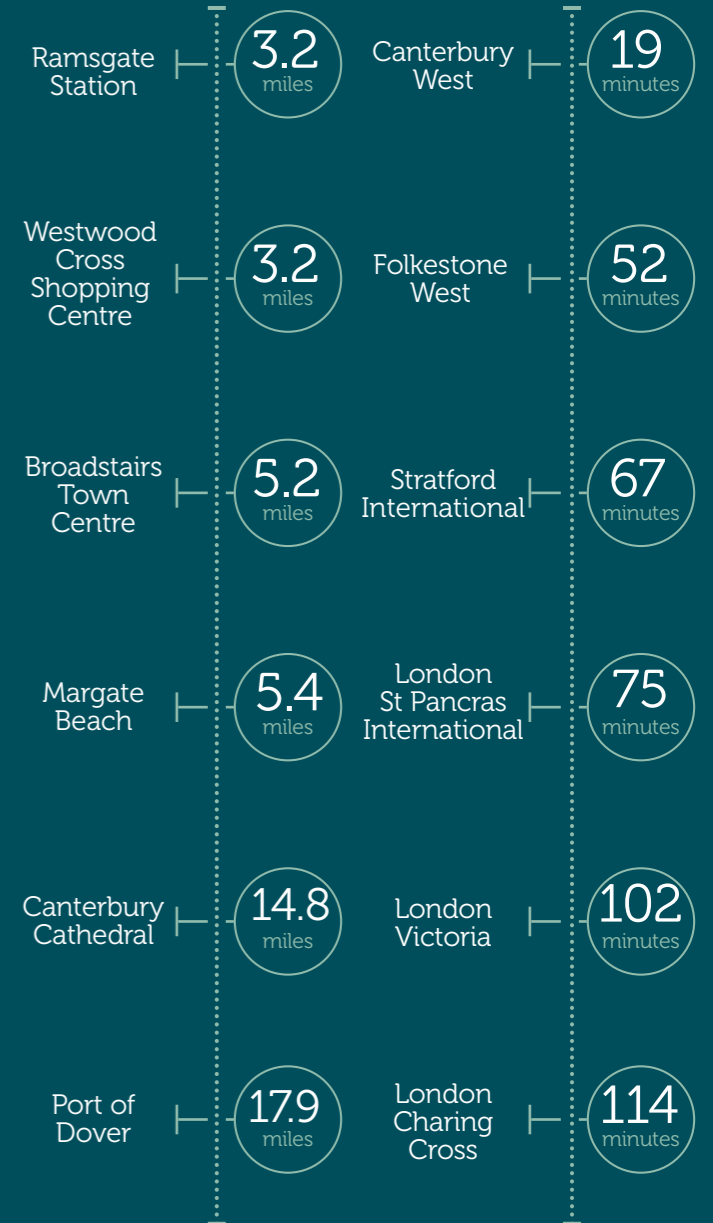 Ramsgate
Station
3.2
miles
Westwood
Cross
Shopping
Centre
3.2
miles
Broadstairs
Town
Centre
5.2
miles
Margate
Beach
5.4
miles
Canterbury
Cathedral
14.8
miles
Port of
Dover
17.9
miles
Canterbury
West
19
minutes
Folkestone
West
52
minutes
Stratford
International
67
minutes
London
St Pancras
International
75
minutes
London
Victoria
102
minutes
London
Charing
Cross
114
minutes